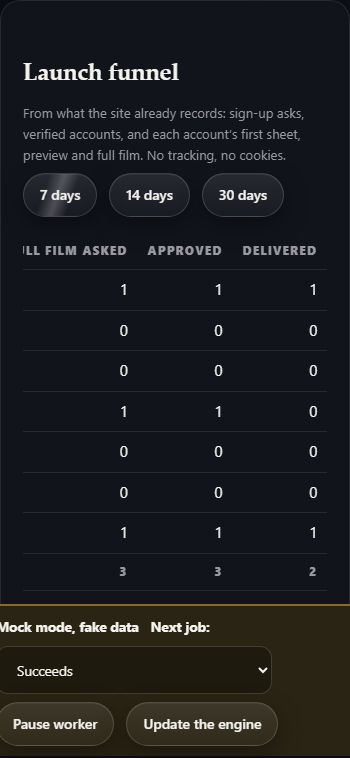 Launch funnel
From what the site already records: sign-up asks,
verified accounts, and each account's first sheet,
preview and full film. No tracking, no cookies.
7 days 14 days 30 days
FILM ASKED APPROVED DELIVERED
1 1 1
0 0 0
0 0 0
1 1 0
0 0 0
0 0 0
1 1 1
3 3 2
Mock mode, fake data Next job:
Succeeds
Pause worker Update the engine